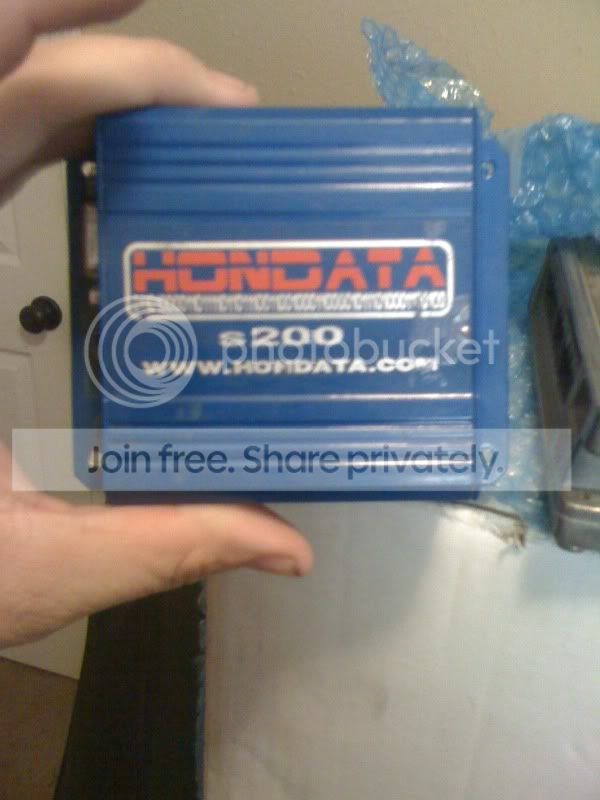 HONDATA
s200
photobucket
WWW.HONDATA.COM
Join free. Share privately.